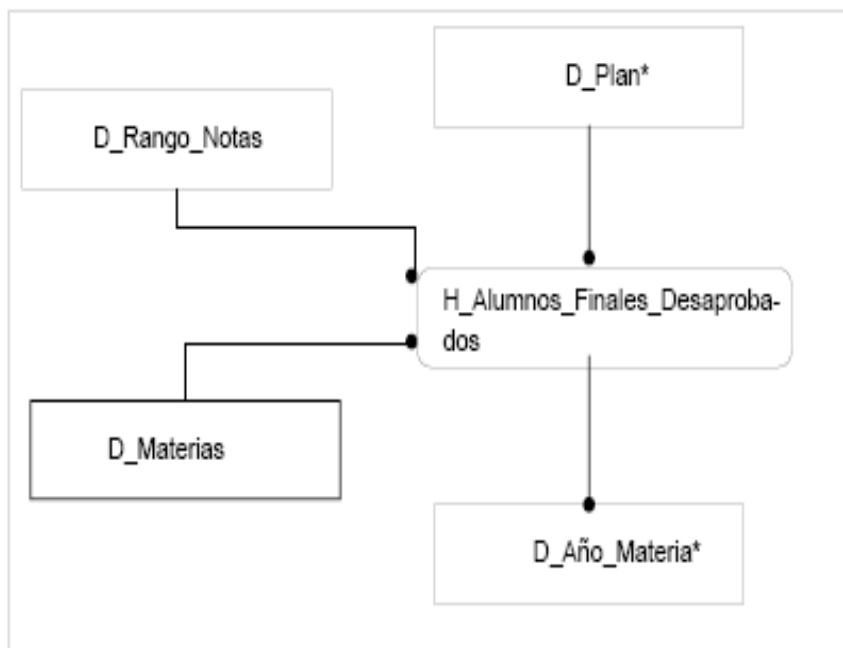 D_Plan*
D_Rango_Notas
H_Alumnos_Finales_Desaproba-
dos
D_Materias
D_Año_Materia*